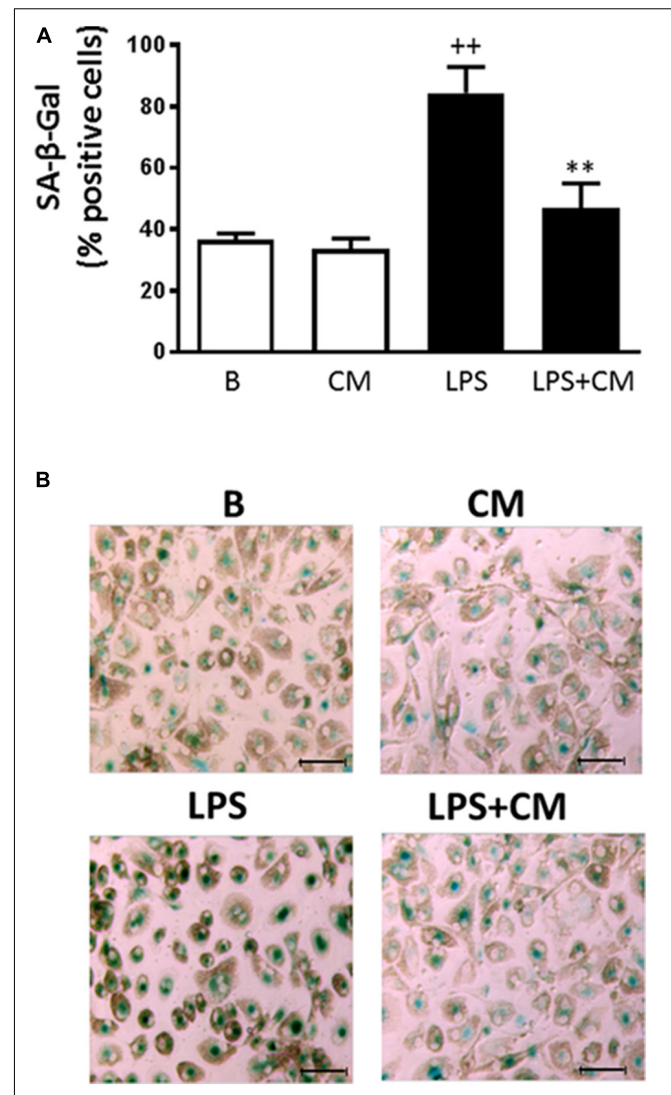 A
SA-β-Gal
(% positive cells)
100
80
60
40
20
0
++
**
B
CM
LPS
LPS+CM
B
B
CM
LPS
LPS+CM